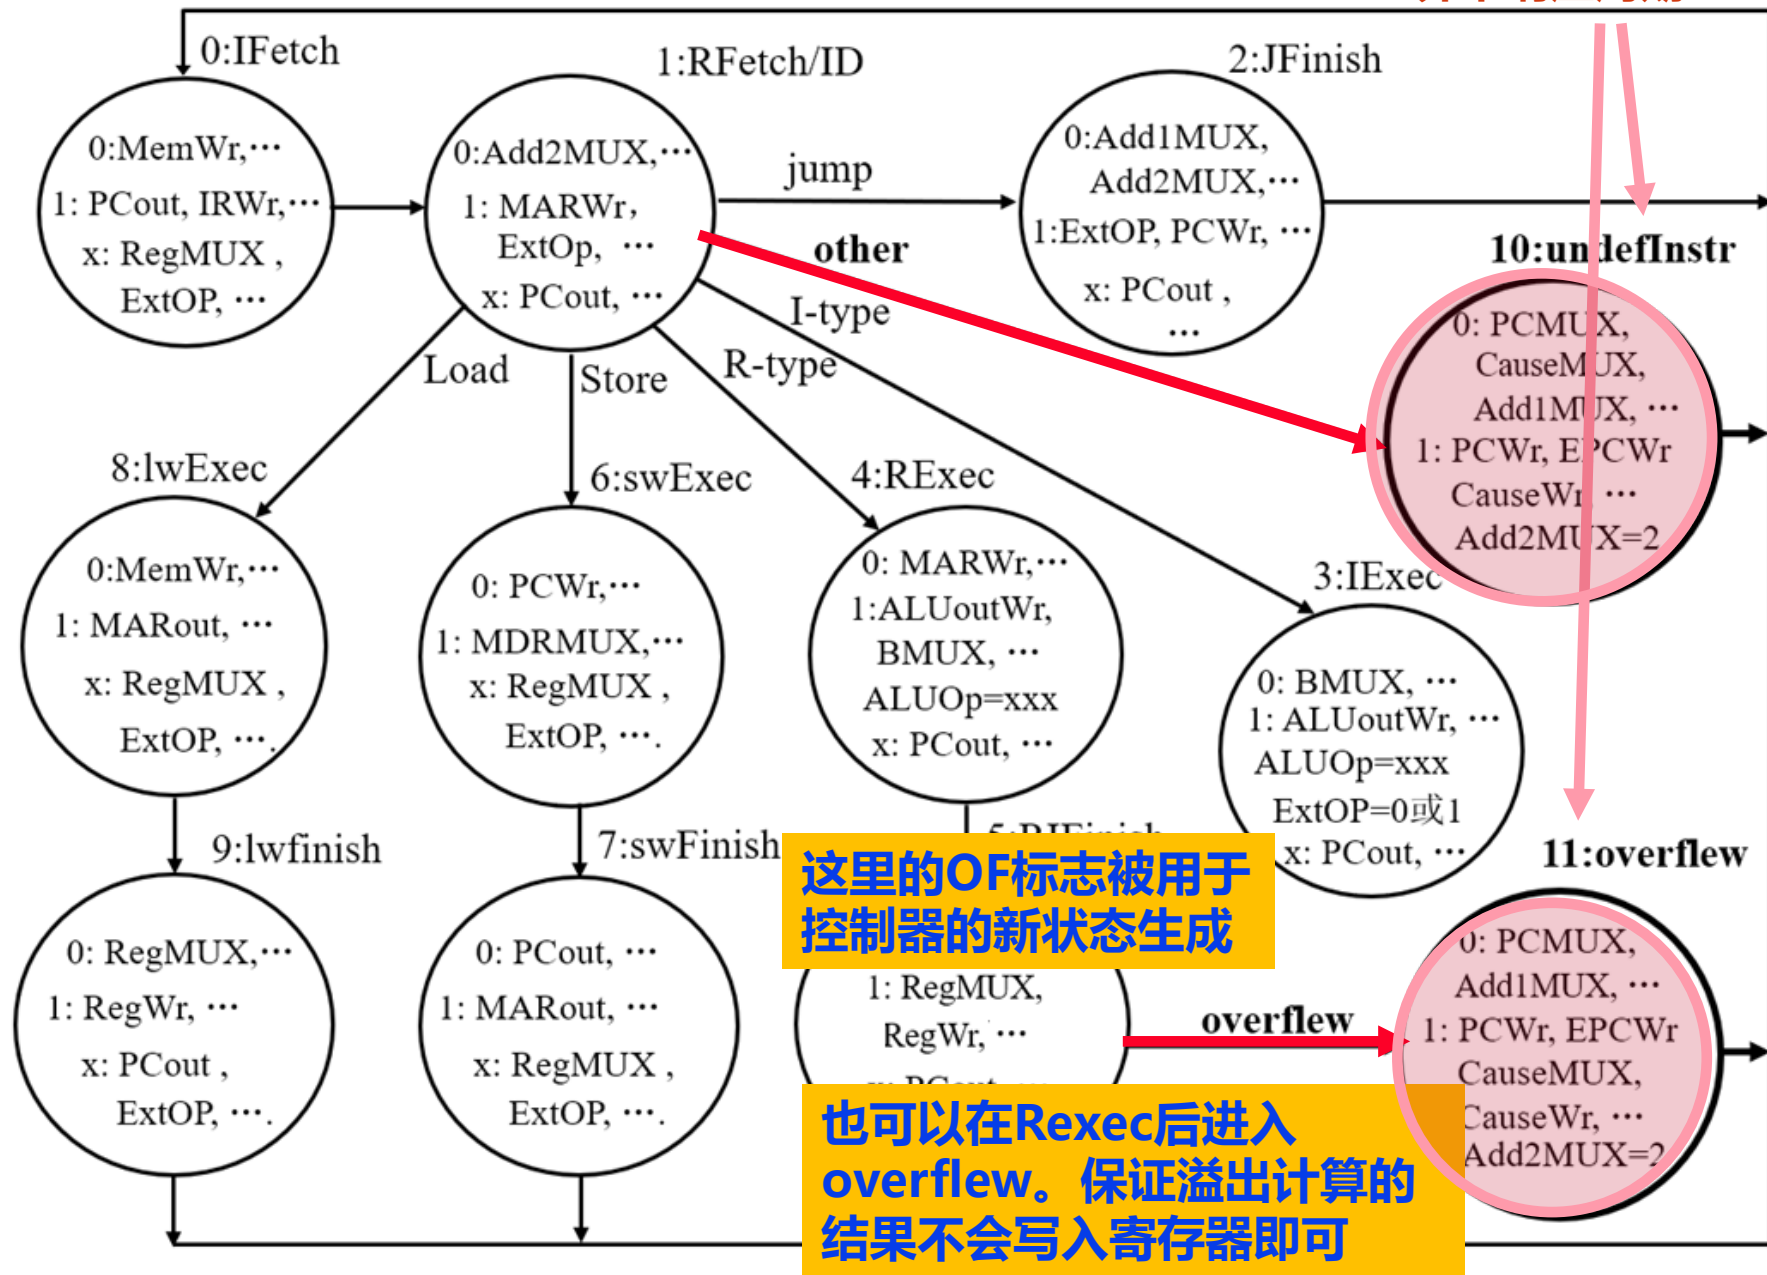 0:IFetch
0:MemWr,…
1: PCout, IRWr,…
x: RegMUX ,
ExtOP, …
1:RFetch/ID
0:Add2MUX,…
1: MARWr,
ExtOp, …
x: PCout, …
jump
2:JFinish
0:Add1MUX,
Add2MUX,…
1:ExtOP, PCWr, …
x: PCout ,
…
other
I-type
R-type
Store
Load
10:undefInstr
0: PCMUX,
CauseMUX,
Add1MUX, …
1: PCWr, EPCWr
CauseWr, …
Add2MUX=2
8:lwExec
0:MemWr,…
1: MARout, …
x: RegMUX ,
ExtOP, ….
6:swExec
0: PCWr,…
1: MDRMUX,…
x: RegMUX ,
ExtOP, ….
4:RExec
0: MARWr,…
1:ALUoutWr,
BMUX, …
ALUOp=xxx
x: PCout, …
3:IExec
0: BMUX, …
1: ALUoutWr, …
ALUOp=xxx
ExtOP=0或1
x: PCout, …
9:lwfinish
0: RegMUX,…
1: RegWr, …
x: PCout ,
ExtOP, ….
7:swFinish
0: PCout, …
1: MARout, …
x: RegMUX ,
ExtOP, ….
这里的OF标志被用于
控制器的新状态生成
1: RegMUX,
RegWr, …
overflew
11:overflew
0: PCMUX,
Add1MUX, …
1: PCWr, EPCWr
CauseMUX,
CauseWr, …
Add2MUX=2
也可以在Rexec后进入
overflew。保证溢出计算的
结果不会写入寄存器即可